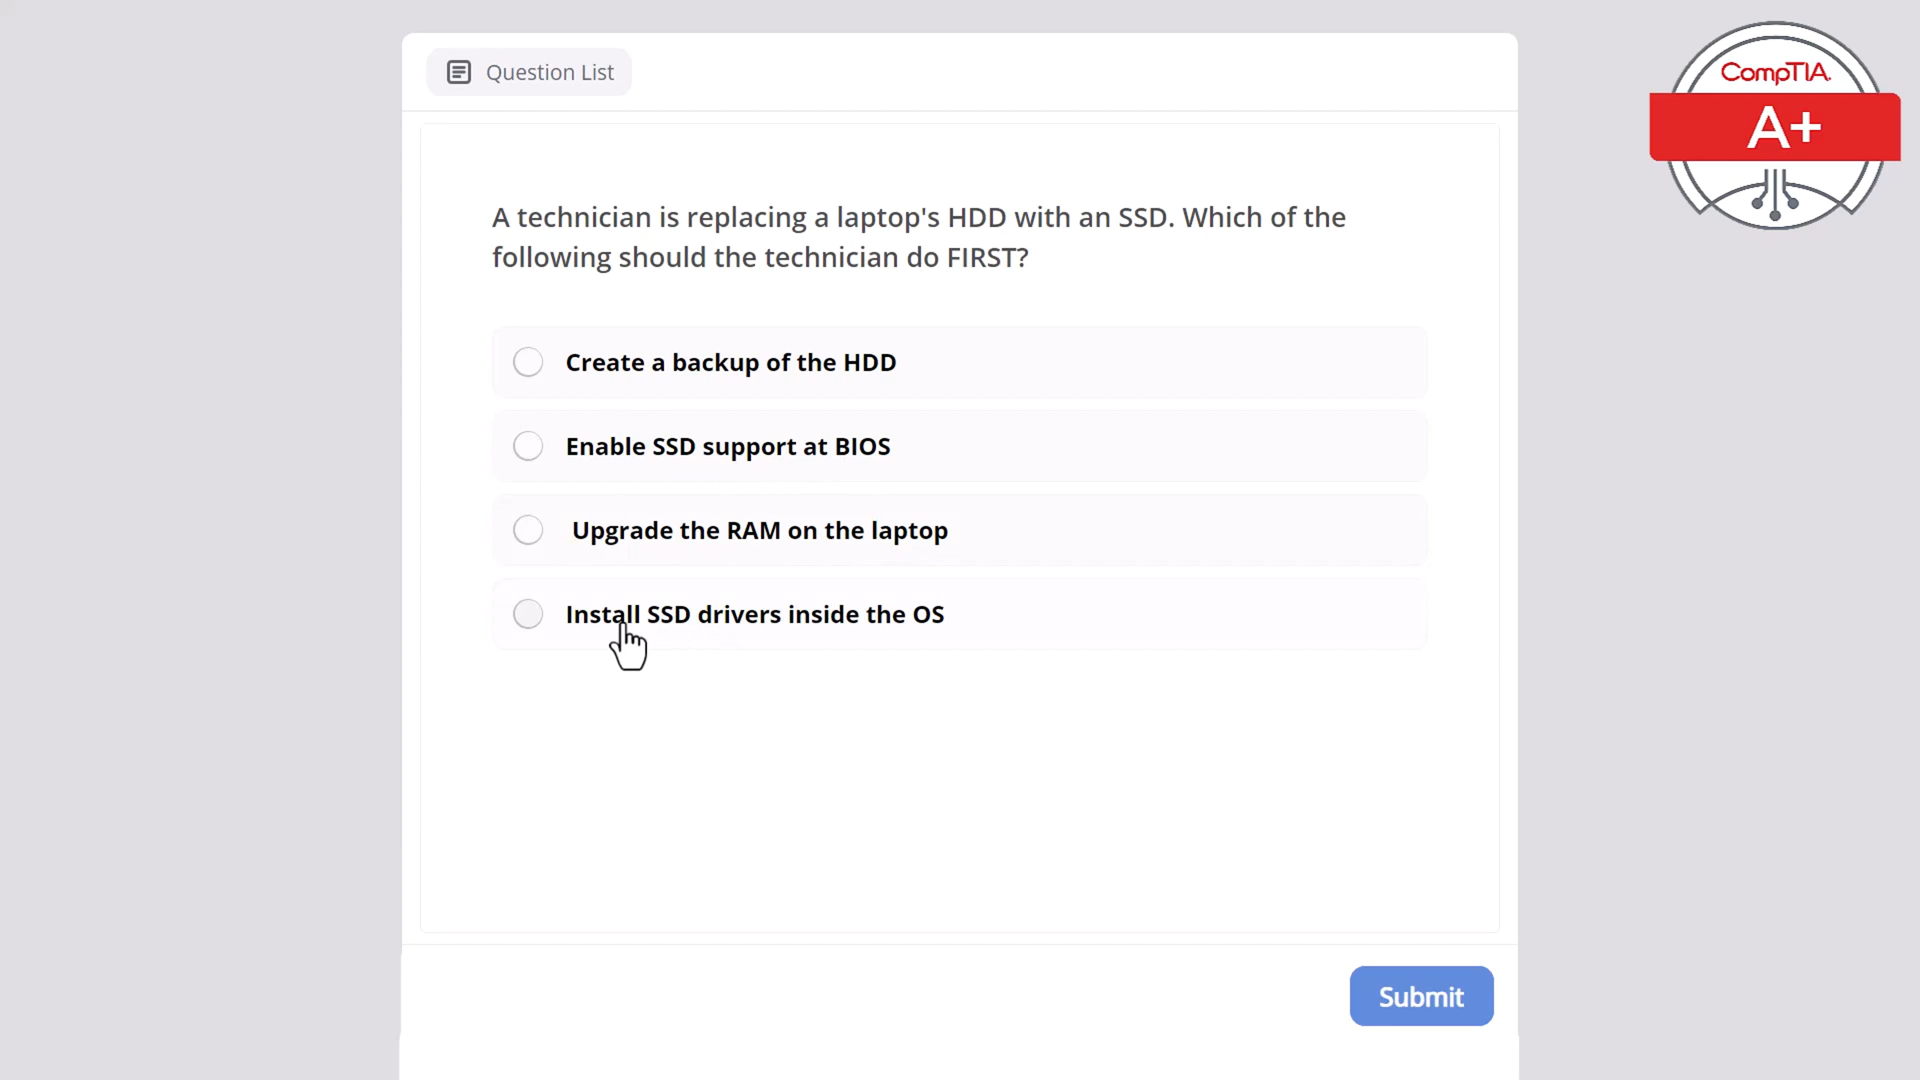 Question List
CompTIA.
A+
A technician is replacing a laptop's HDD with an SSD. Which of the
following should the technician do FIRST?
Create a backup of the HDD
Enable SSD support at BIOS
Upgrade the RAM on the laptop
Install SSD drivers inside the OS
Submit